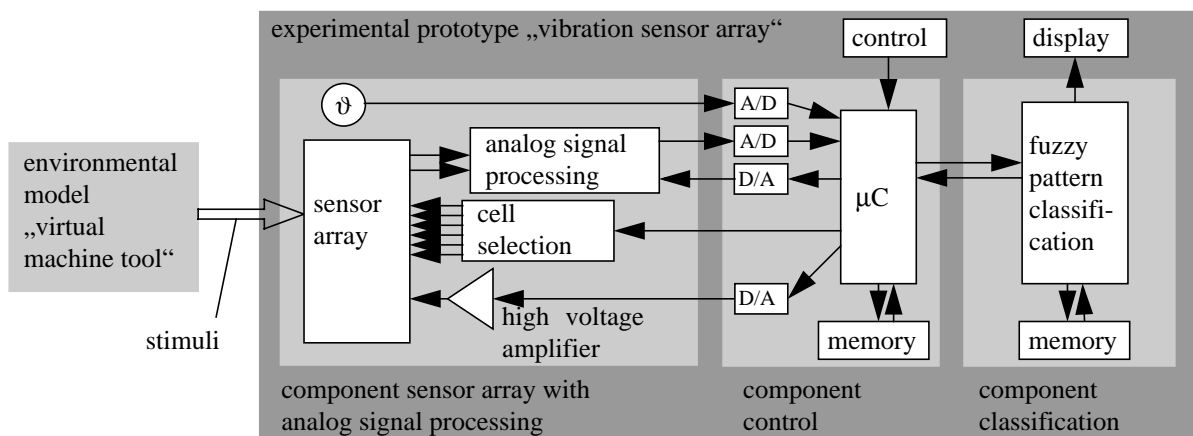 experimental prototype „vibration sensor array“
control
display
ϑ
A/D
A/D
D/A
D/A
analog signal
processing
environmental
model
„virtual
machine tool“
sensor
array
cell
selection
µC
fuzzy
pattern
classifi-
cation
high voltage
amplifier
stimuli
memory
memory
component sensor array with
analog signal processing
component
control
component
classification